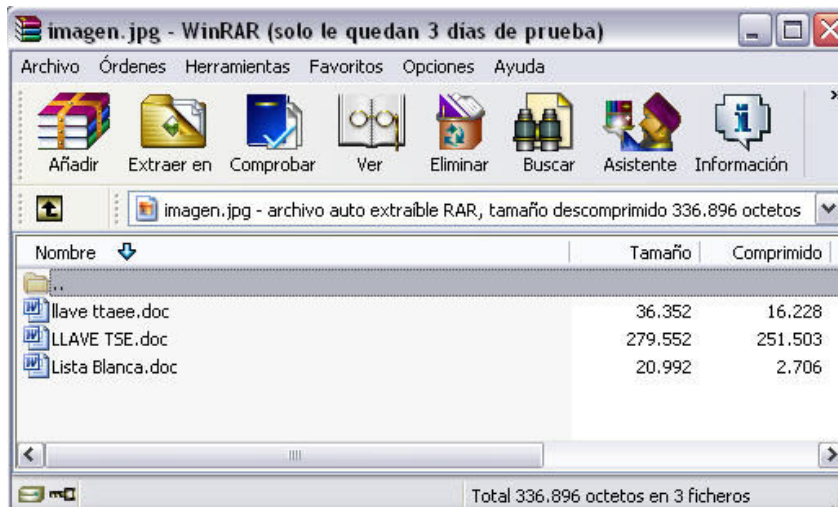 imagen.jpg - WinRAR (solo le quedan 3 días de prueba)
Archivo Órdenes Herramientas Favoritos Opciones Ayuda
Añadir Extraer en Comprobar Ver Eliminar Buscar Asistente Información
imagen.jpg - archivo auto extraíble RAR, tamaño descomprimido 336.896 octetos
Nombre Tamaño Comprimido
..
llave ttaee.doc 36.352 16.228
LLAVE TSE.doc 279.552 251.503
Lista Blanca.doc 20.992 2.706
Total 336.896 octetos en 3 ficheros